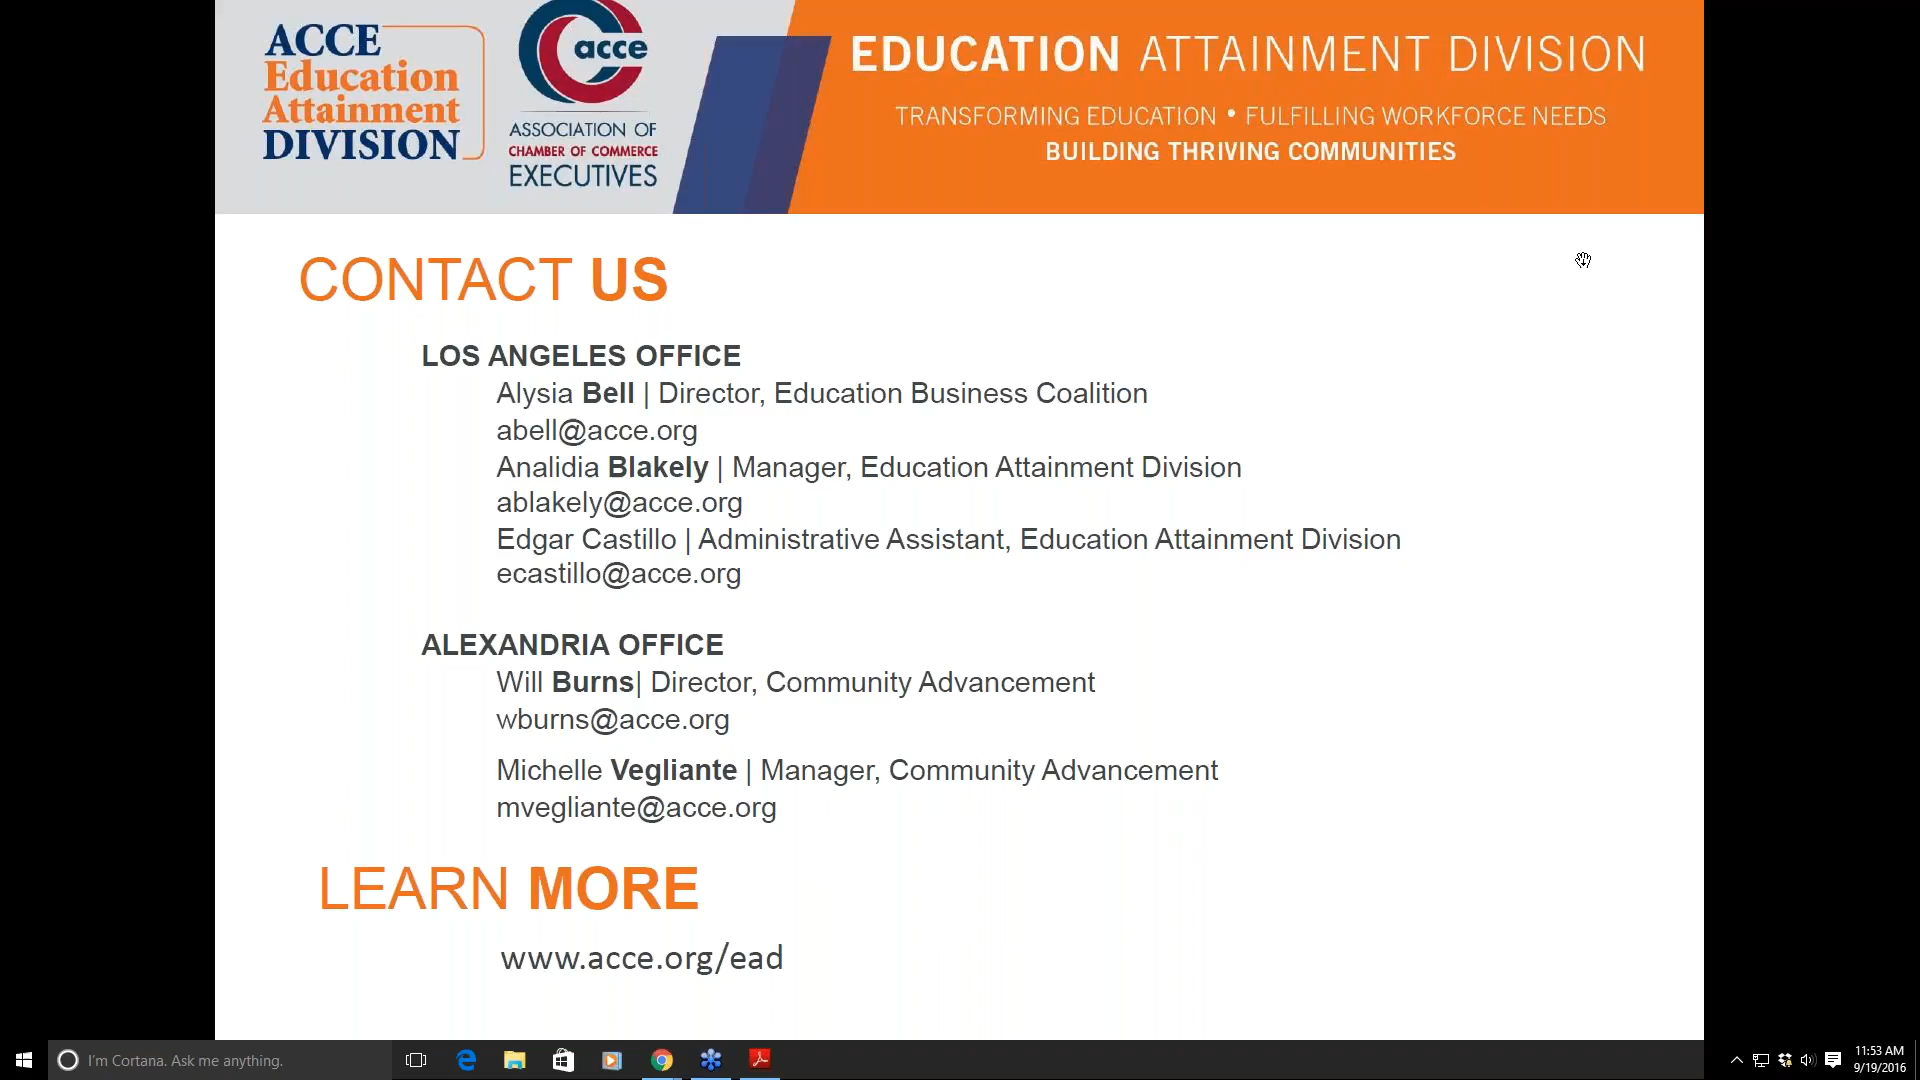 ACCE
Education
Attainment
DIVISION
acce
ASSOCIATION OF
CHAMBER OF COMMERCE
EXECUTIVES
EDUCATION ATTAINMENT DIVISION
TRANSFORMING EDUCATION • FULFILLING WORKFORCE NEEDS
BUILDING THRIVING COMMUNITIES
CONTACT US
LOS ANGELES OFFICE
Alysia Bell | Director, Education Business Coalition
abell@acce.org
Analidia Blakely | Manager, Education Attainment Division
ablakely@acce.org
Edgar Castillo | Administrative Assistant, Education Attainment Division
ecastillo@acce.org
ALEXANDRIA OFFICE
Will Burns| Director, Community Advancement
wburns@acce.org
Michelle Vegliante | Manager, Community Advancement
mvegliante@acce.org
LEARN MORE
www.acce.org/ead
I'm Cortana. Ask me anything.
11:53 AM
9/19/2016